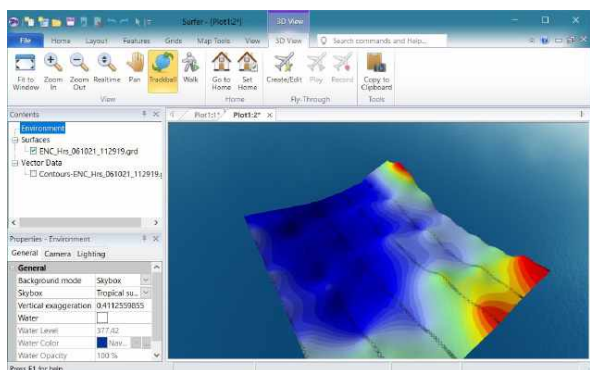 Surfer - [Plot1:2*]
3D View
File Home Layout Features Grids Map Tools View 3D View Search commands and Help...
Fit to Window
Zoom In
Zoom Out
Realtime
Pan
Trackball
Walk
Go to Home
Set Home
Create/Edit
Play
Record
Copy to Clipboard
View Home Fly-Through Tools
Contents
Plot1:1* Plot1:2*
Environment
Surfaces
ENC_Hrs_061021_112919.grd
Vector Data
Contours-ENC_Hrs_061021_112919.g
Properties - Environment
General Camera Lighting
General
Background mode Skybox
Skybox Tropical su...
Vertical exaggeration 0.4112559855
Water
Water Level 377.42
Water Color Nav...
Water Opacity 100 %
Press F1 for help